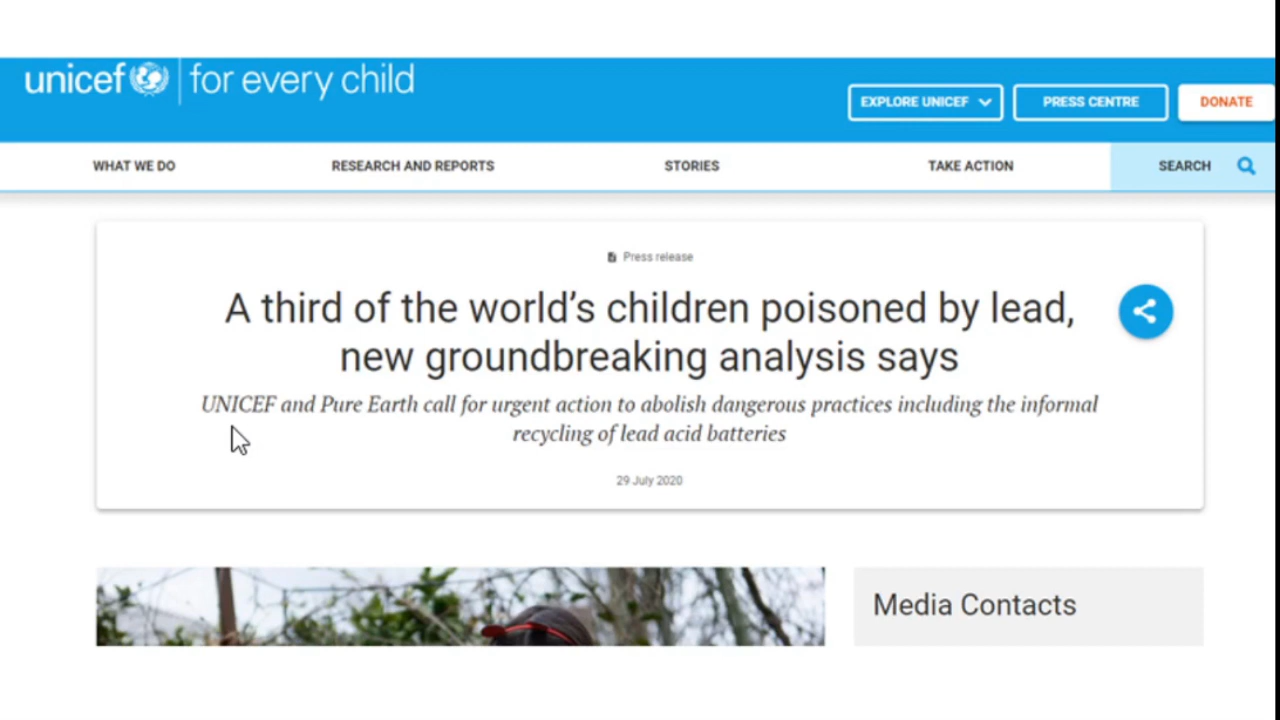 unicef for every child
EXPLORE UNICEF
PRESS CENTRE
DONATE
WHAT WE DO
RESEARCH AND REPORTS
STORIES
TAKE ACTION
SEARCH
Press release
A third of the world’s children poisoned by lead,
new groundbreaking analysis says
UNICEF and Pure Earth call for urgent action to abolish dangerous practices including the informal
recycling of lead acid batteries
29 July 2020
Media Contacts